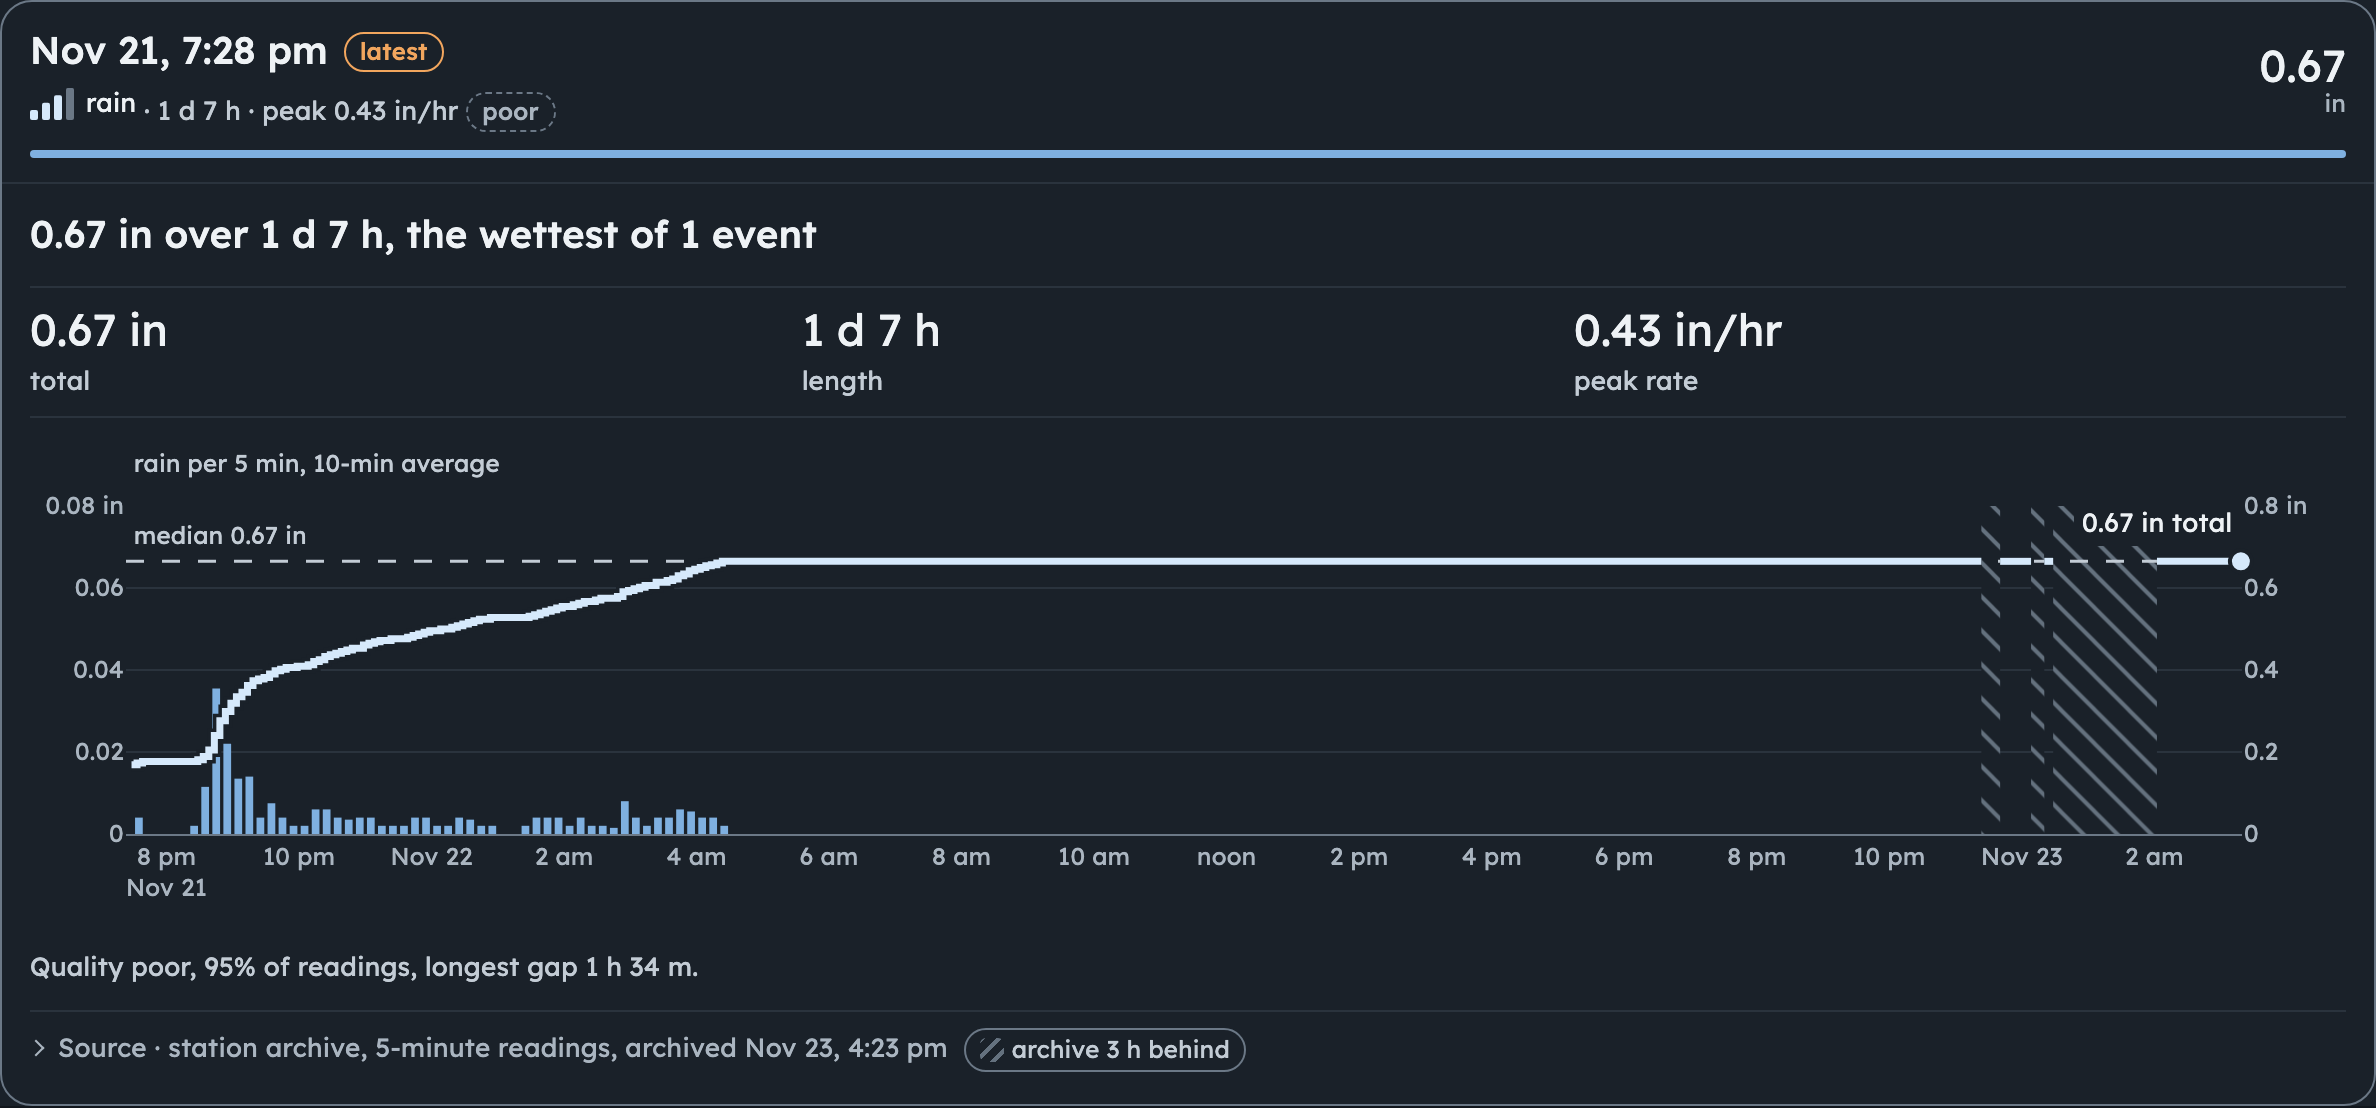 Nov 21, 7:28 pm latest
0.67
rain · 1 d 7 h · peak 0.43 in/hr poor
in
0.67 in over 1 d 7 h, the wettest of 1 event
0.67 in 1 d 7 h 0.43 in/hr
total length peak rate
rain per 5 min, 10-min average
0.08 in 0.8 in
0.67 in total
median 0.67 in
0.06 0.6
0.04 0.4
0.02 0.2
0 0
8 pm 10 pm Nov 22 2 am 4 am 6 am 8 am 10 am noon 2 pm 4 pm 6 pm 8 pm 10 pm Nov 23 2 am
Nov 21
Quality poor, 95% of readings, longest gap 1 h 34 m.
Source · station archive, 5-minute readings, archived Nov 23, 4:23 pm archive 3 h behind